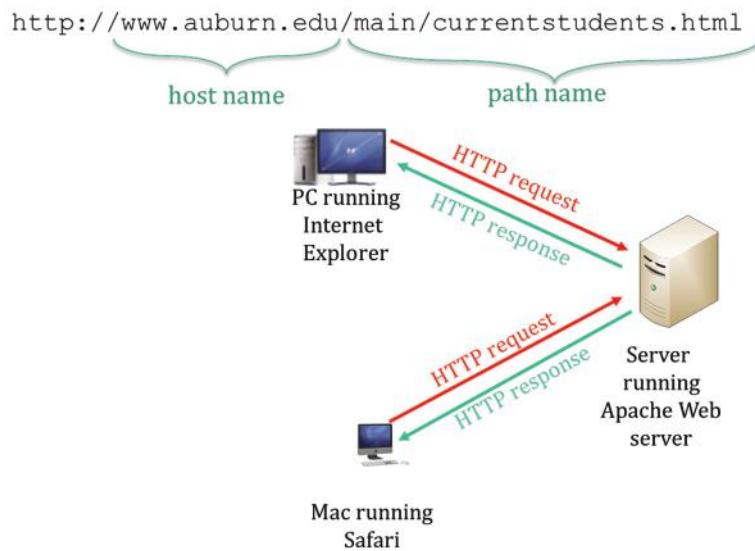 http://www.auburn.edu/main/currentstudents.html
host name
path name
HTTP request
HTTP response
PC running
Internet
Explorer
HTTP request
HTTP response
Server
running
Apache Web
server
Mac running
Safari